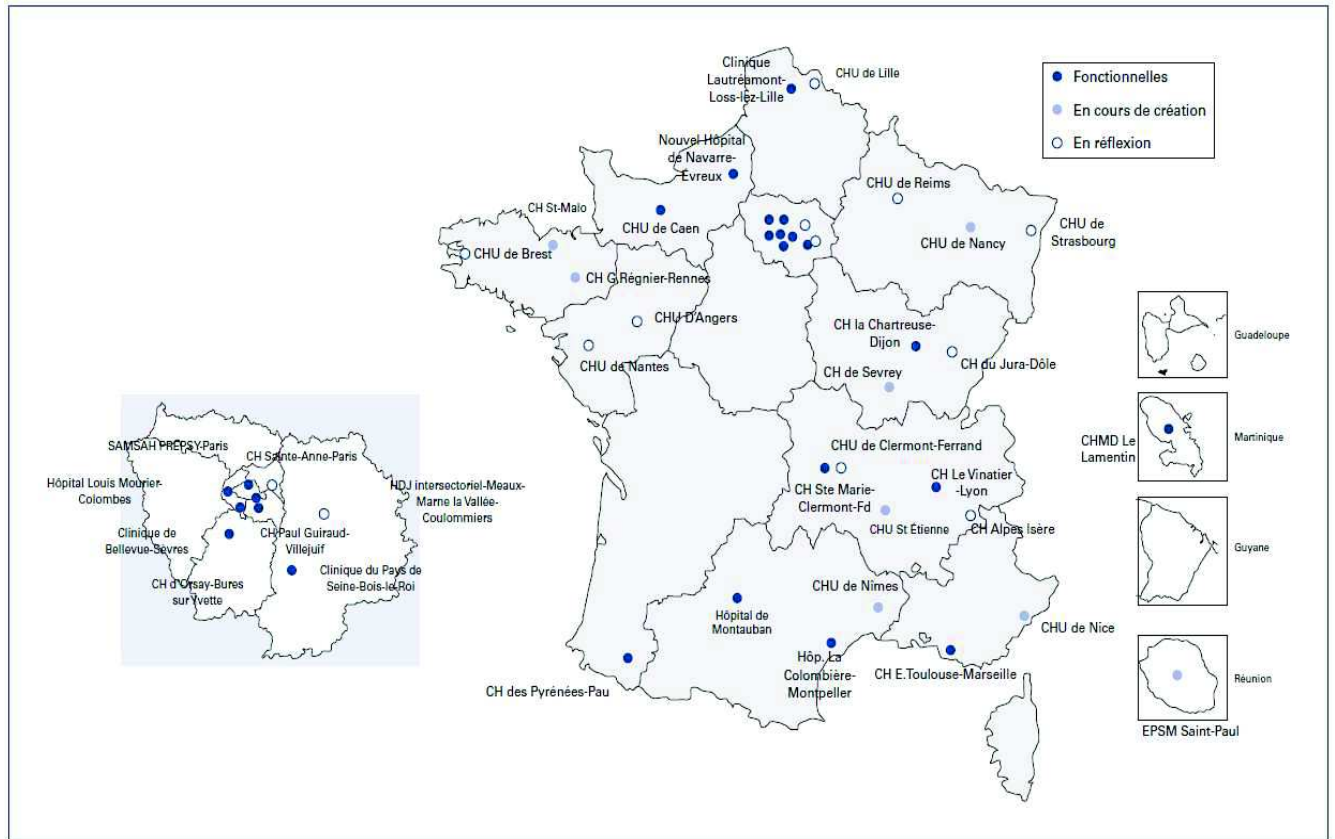 Clinique
Lautréamont-
Loss-lez-Lille
CHU de Lille
Fonctionnelles
En cours de création
En réflexion
Nouvel Hôpital
de Navarre-
Évreux
CHU de Reims
CH St-Malo
CHU de Caen
CHU de Nancy
CHU de
Strasbourg
CHU de Brest
CH G.Régnier-Rennes
CHU D'Angers
CHU de Nantes
CH la Chartreuse-
Dijon
CH de Sevrey
CH du Jura-Dôle
Guadeloupe
CHMD Le
Lamentin
Martinique
Guyane
Réunion
EPSM Saint-Paul
CHU de Clermont-Ferrand
CH Ste Marie-
Clermont-Fd
CH Le Vinatier
-Lyon
CHU St Étienne
CH Alpes Isère
CHU de Nîmes
Hôpital de
Montauban
CHU de Nice
Hôp. La
Colombière-
Montpeller
CH E.Toulouse-Marseille
CH des Pyrénées-Pau
SAMSAH PREPSY-Paris
CH Sainte-Anne-Paris
Hôpital Louis Mourier-
Colombes
HDJ intersectoriel-Meaux-
Marne la Vallée-
Coulommiers
Clinique de
Bellevue-Sèvres
CH Paul Guiraud-
Villejuif
CH d'Orsay-Bures
sur Yvette
Clinique du Pays de
Seine-Bois-le-Roi